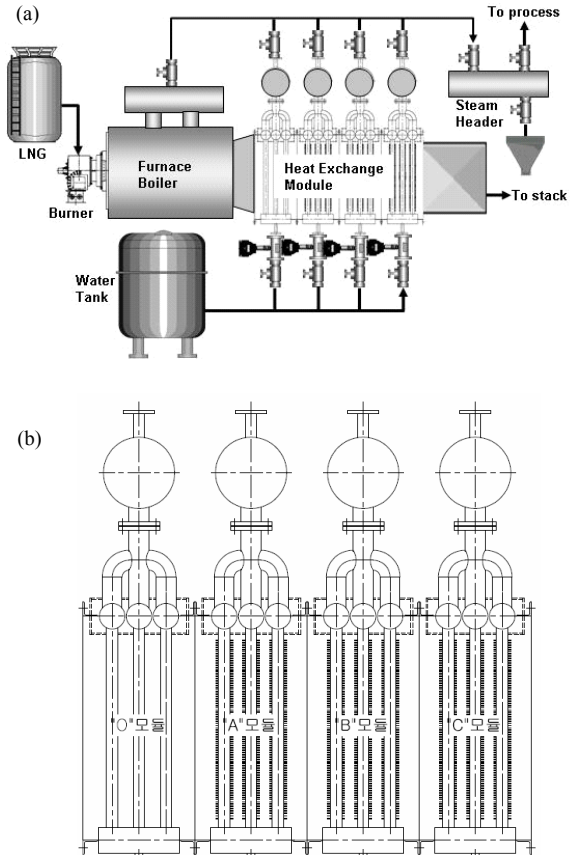 (a)
To process
LNG
Furnace
Boiler
Heat Exchange
Module
Steam
Header
To stack
Burner
Water
Tank
(b)
"O"모듈
"A"모듈
"B"모듈
"C"모듈